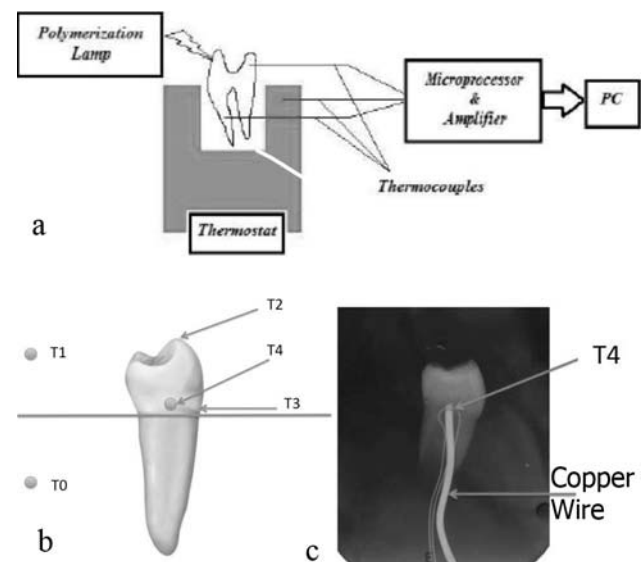 a
Polymerization
Lamp
Microprocessor
&
Amplifier
PC
Thermocouples
Thermostat
b
T2
T1
T4
T3
T0
c
T4
Copper
Wire